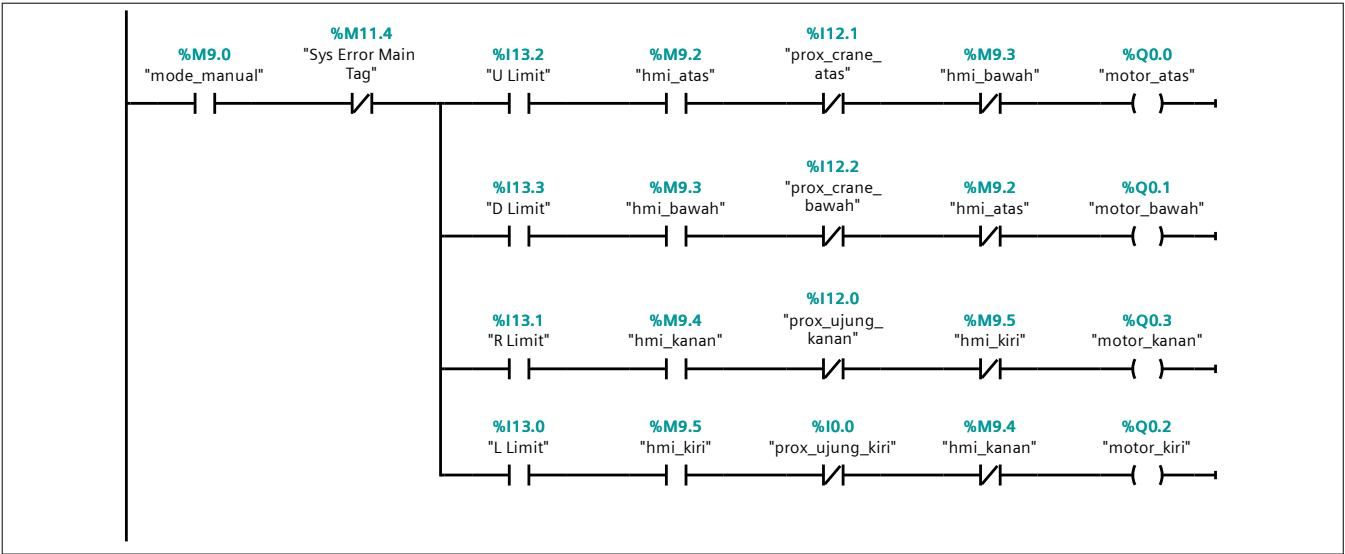 %M9.0
"mode_manual"
%M11.4
"Sys Error Main
Tag"
%I13.2
"U Limit"
%M9.2
"hmi_atas"
%I12.1
"prox_crane_
atas"
%M9.3
"hmi_bawah"
%Q0.0
"motor_atas"
%I13.3
"D Limit"
%M9.3
"hmi_bawah"
%I12.2
"prox_crane_
bawah"
%M9.2
"hmi_atas"
%Q0.1
"motor_bawah"
%I13.1
"R Limit"
%M9.4
"hmi_kanan"
%I12.0
"prox_ujung_
kanan"
%M9.5
"hmi_kiri"
%Q0.3
"motor_kanan"
%I13.0
"L Limit"
%M9.5
"hmi_kiri"
%I0.0
"prox_ujung_kiri"
%M9.4
"hmi_kanan"
%Q0.2
"motor_kiri"